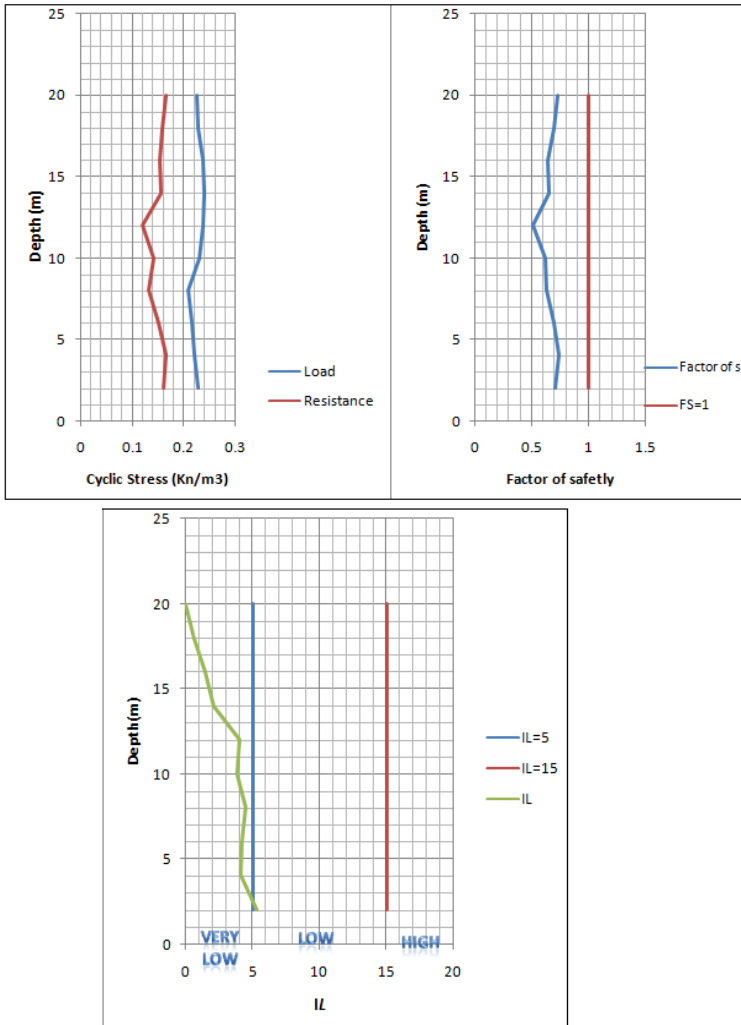 25
20
15
10
5
0
Depth (m)
0
0.1
0.2
0.3
Cyclic Stress (Kn/m3)
Load
Resistance
25
20
15
10
5
0
Depth (m)
0
0.5
1
1.5
Factor of safetly
Factor of s
FS=1
25
20
15
10
5
0
Depth(m)
VERY
LOW
LOW
HIGH
0
5
10
15
20
IL
IL=5
IL=15
IL